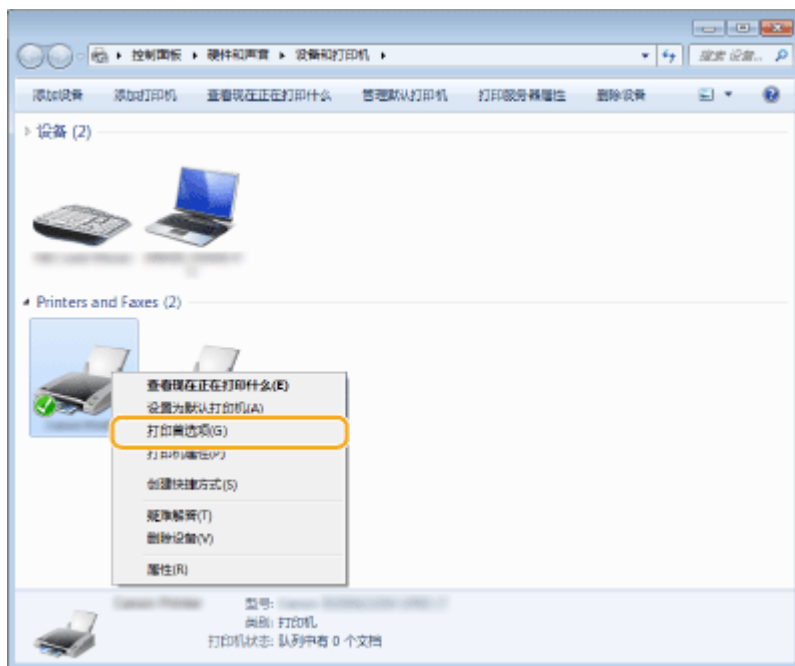 控制面板 ▸ 硬件和声音 ▸ 设备和打印机 ▸ 搜索 设备...
添加设备 添加打印机 查看现在正在打印什么 管理默认打印机 打印服务器属性 删除设备
设备 (2)
Printers and Faxes (2)
查看现在正在打印什么(E)
设置为默认打印机(A)
打印首选项(G)
打印机属性(P)
创建快捷方式(S)
疑难解答(T)
删除设备(V)
属性(R)
型号:
类别: 打印机
打印机状态: 队列中有 0 个文档